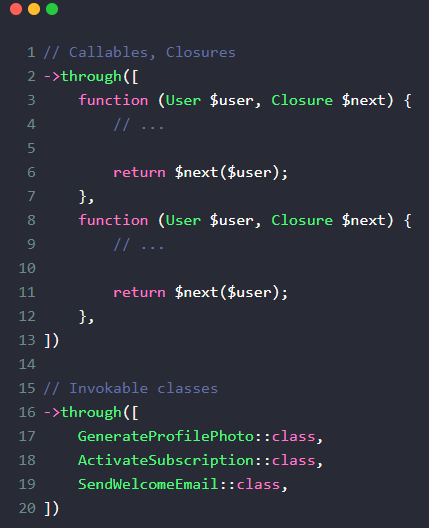 1 // Callables, Closures
2 ->through([
3     function (User $user, Closure $next) {
4         // ...
5
6         return $next($user);
7     },
8     function (User $user, Closure $next) {
9         // ...
10
11         return $next($user);
12     },
13 ])
14
15 // Invokable classes
16 ->through([
17     GenerateProfilePhoto::class,
18     ActivateSubscription::class,
19     SendWelcomeEmail::class,
20 ])